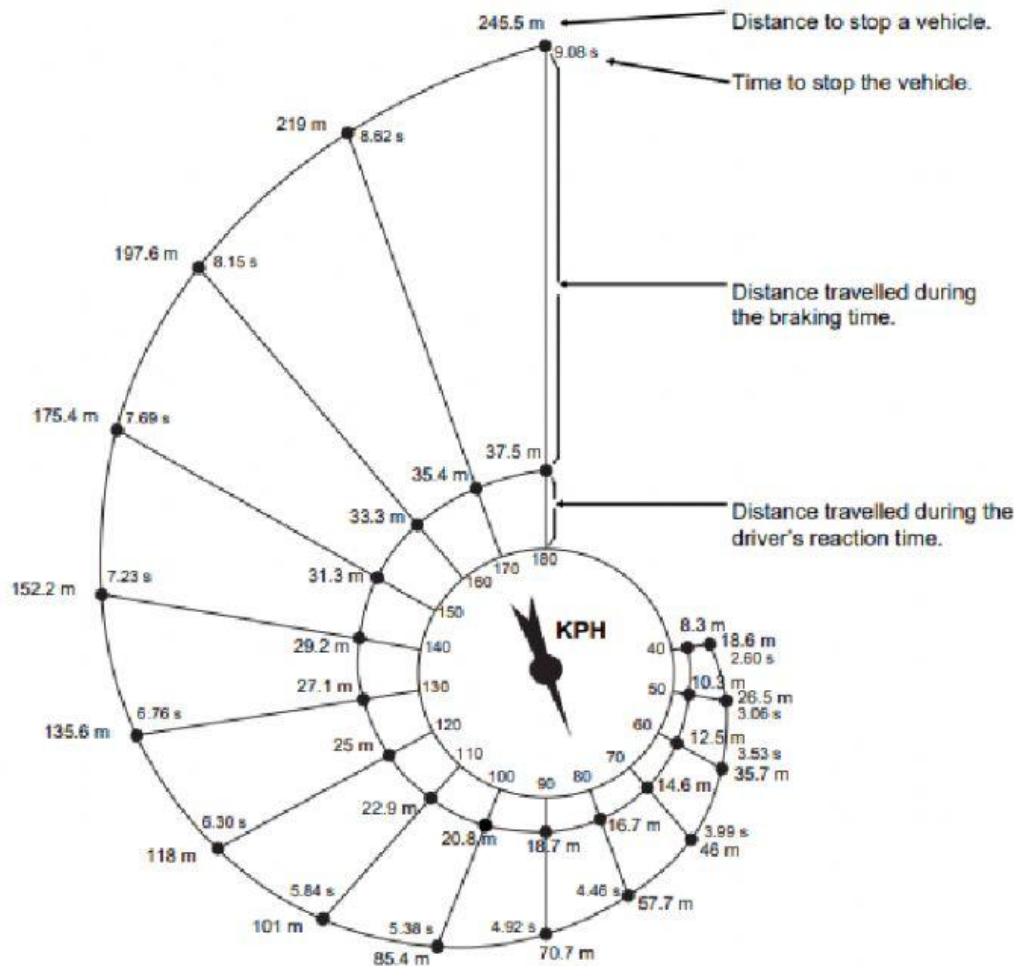 245.5 m
Distance to stop a vehicle.
9.08 s
Time to stop the vehicle.
219 m
8.62 s
197.6 m
8.15 s
Distance travelled during
the braking time.
175.4 m
7.69 s
37.5 m
35.4 m
33.3 m
Distance travelled during the
driver's reaction time.
180
170
160
31.3 m
152.2 m
7.23 s
150
KPH
8.3 m
18.6 m
29.2 m
140
40
2.60 s
27.1 m
130
50
10.3 m
26.5 m
3.06 s
135.6 m
6.76 s
120
60
12.5 m
25 m
110
70
3.53 s
35.7 m
100
90
80
14.6 m
22.9 m
20.8 m
18.7 m
16.7 m
6.30 s
3.99 s
118 m
46 m
5.84 s
4.46 s
57.7 m
101 m
5.38 s
4.92 s
85.4 m
70.7 m